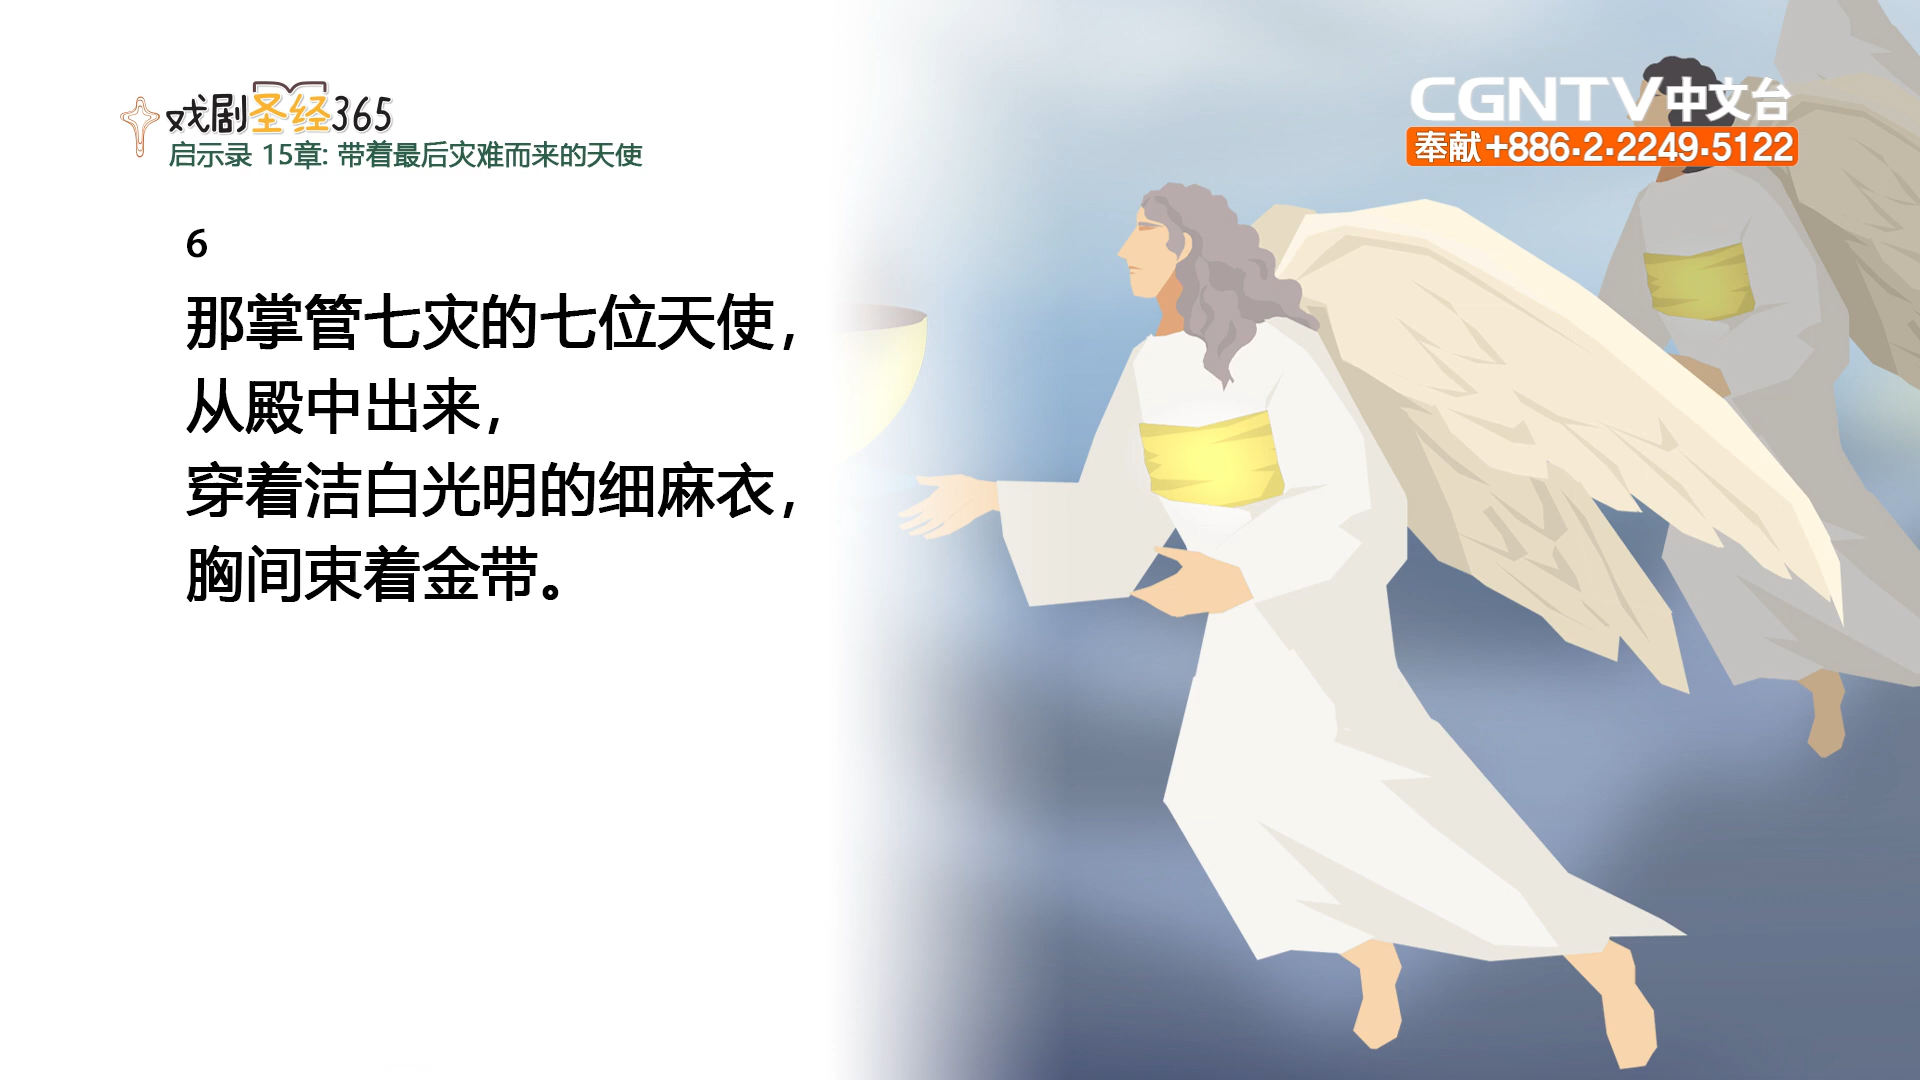 戏剧圣经365
启示录 15章: 带着最后灾难而来的天使
CGNTV中文台
奉献+886·2·2249·5122
6
那掌管七灾的七位天使，
从殿中出来，
穿着洁白光明的细麻衣，
胸间束着金带。